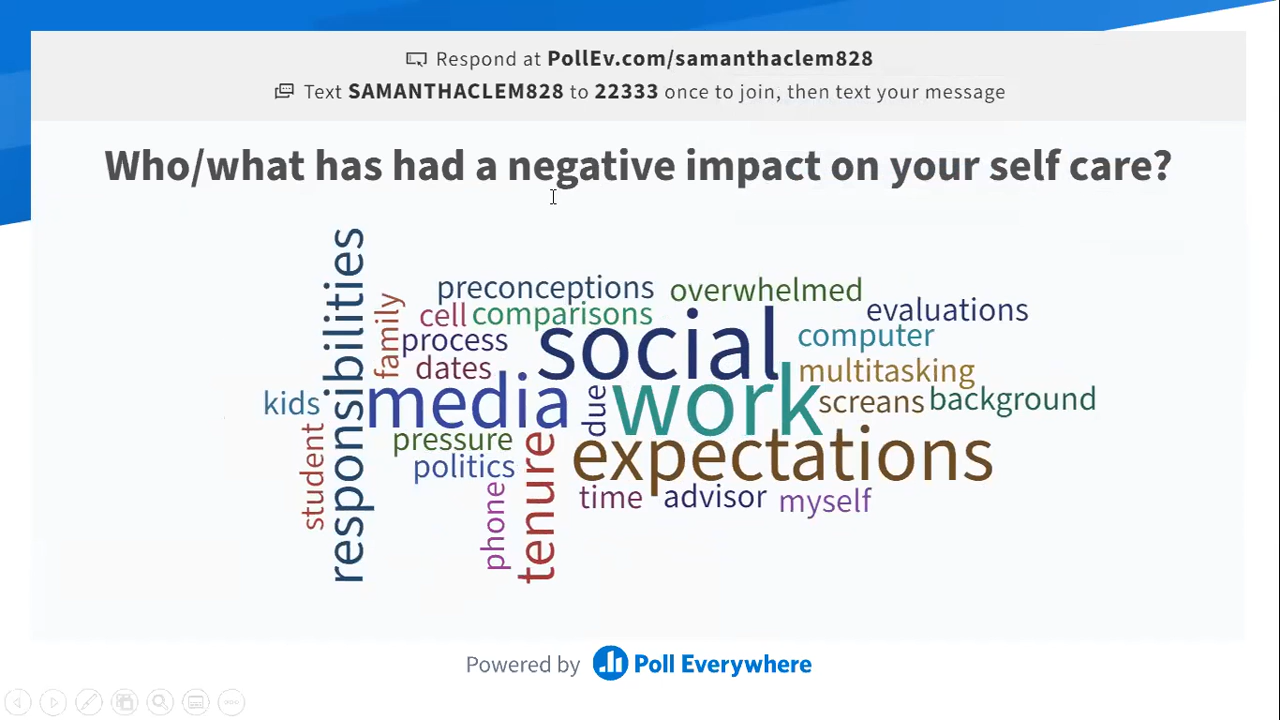 Respond at PollEv.com/samanthaclem828
Text SAMANTHACLEM828 to 22333 once to join, then text your message
Who/what has had a negative impact on your self care?
responsibilities
family
preconceptions
overwhelmed
cell
comparisons
evaluations
process
social
computer
dates
multitasking
kids
media
due
work
screans
background
student
pressure
expectations
politics
tenure
phone
time
advisor
myself
Powered by Poll Everywhere